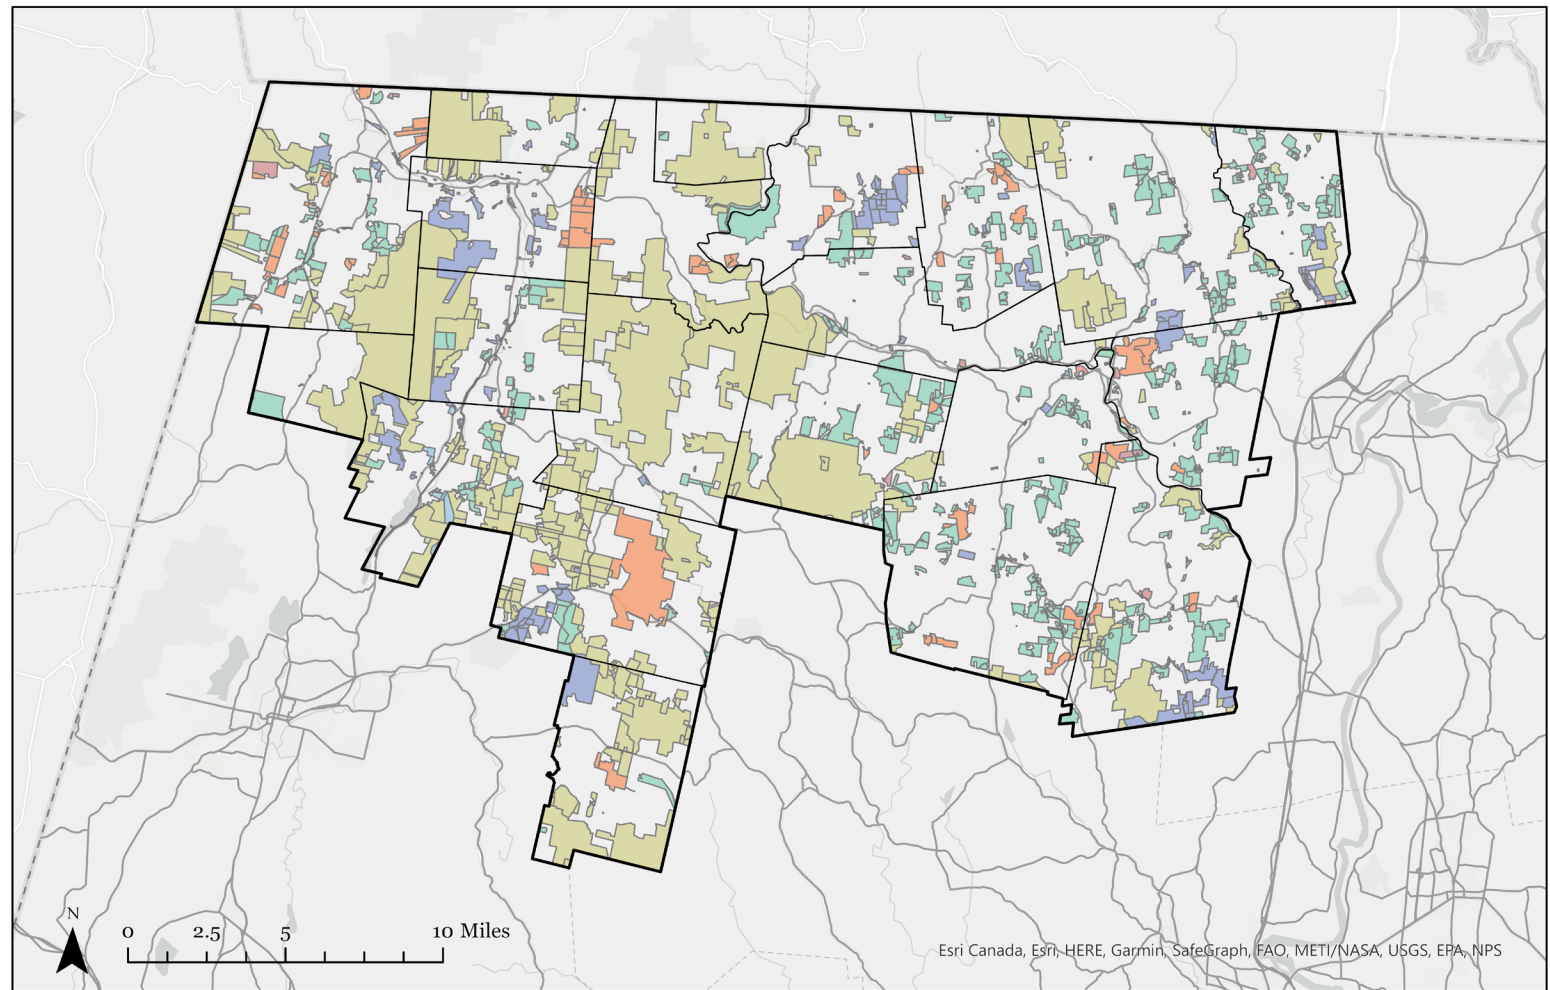 N
0 2.5 5 10 Miles
Esri Canada, Esri, HERE, Garmin, SafeGraph, FAO, METI/NASA, USGS, EPA, NPS